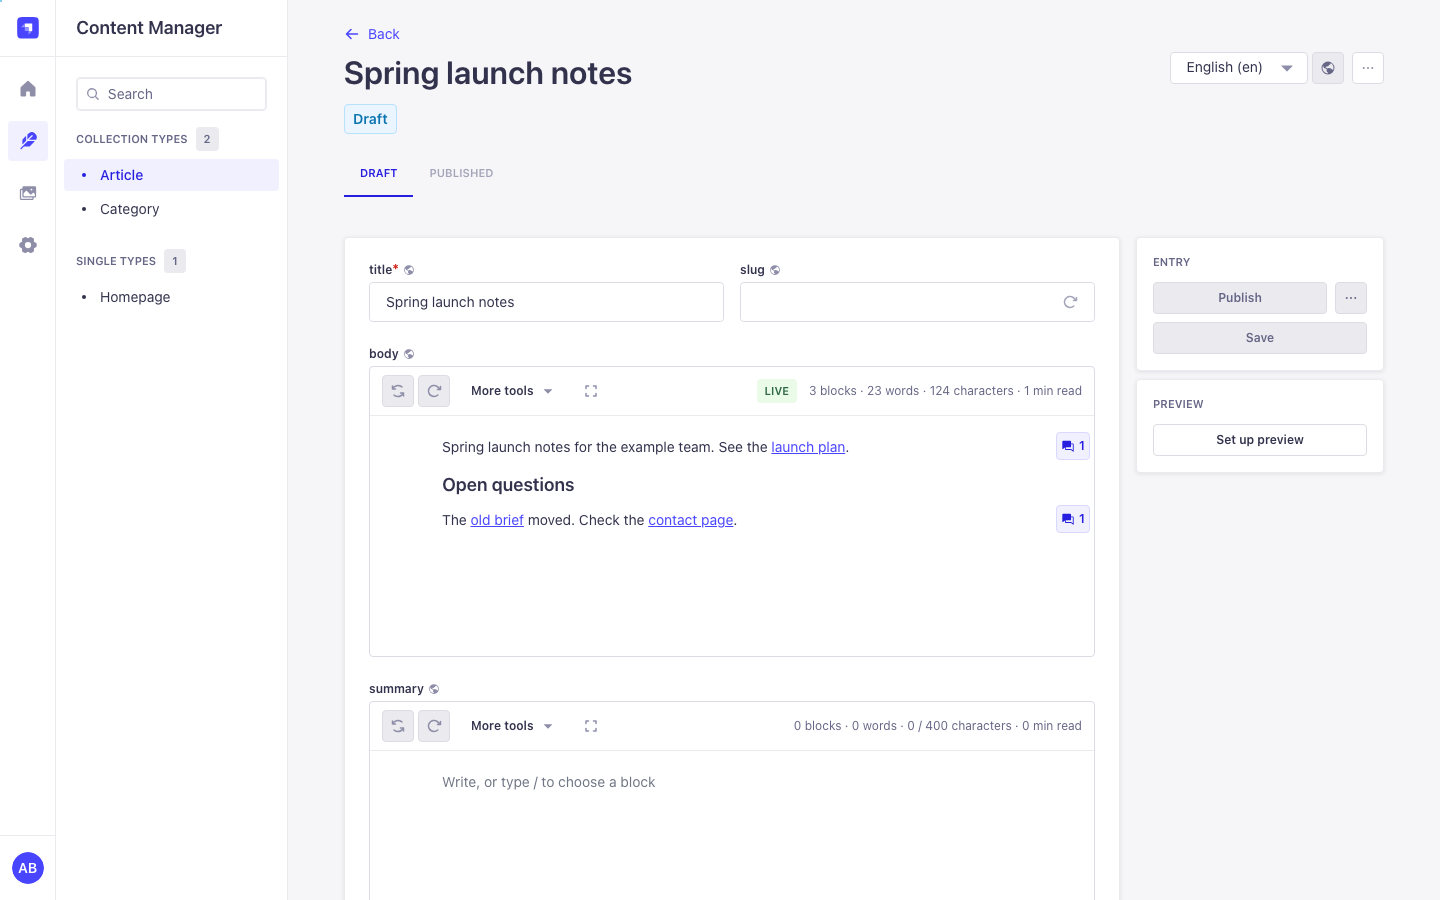 Content Manager
Search
COLLECTION TYPES 2
Article
Category
SINGLE TYPES 1
Homepage
AB
Back
Spring launch notes
English (en)
Draft
DRAFT PUBLISHED
title*
Spring launch notes
slug
body
More tools
LIVE 3 blocks · 23 words · 124 characters · 1 min read
Spring launch notes for the example team. See the launch plan.
1
Open questions
The old brief moved. Check the contact page.
1
summary
More tools
0 blocks · 0 words · 0 / 400 characters · 0 min read
Write, or type / to choose a block
ENTRY
Publish
Save
PREVIEW
Set up preview